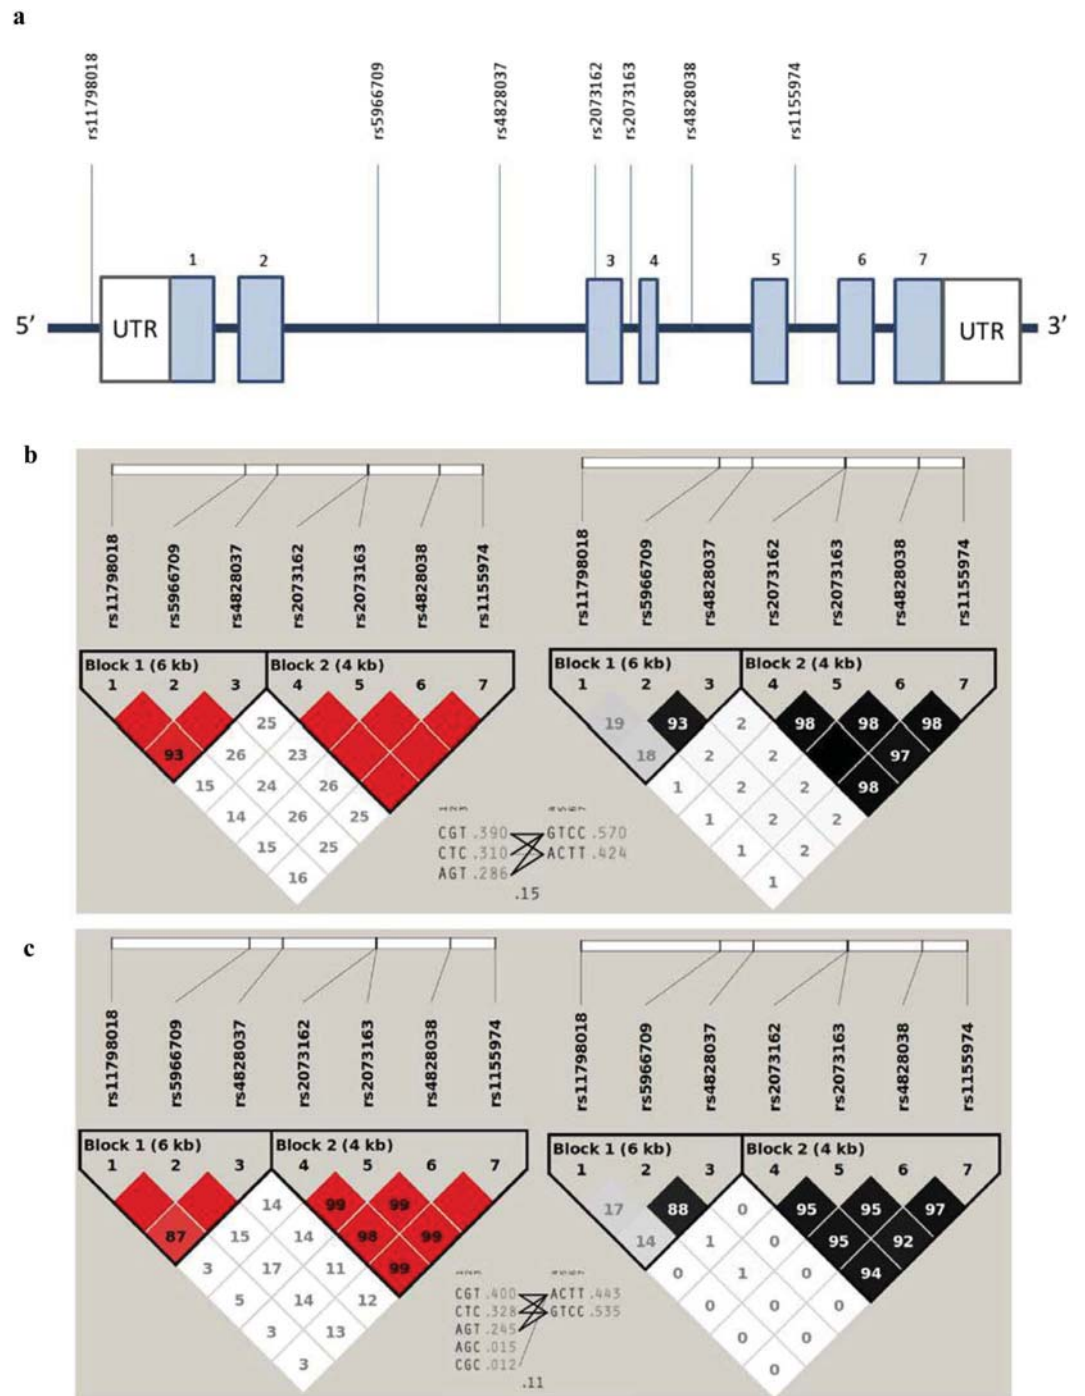 a
rs11798018
rs5966709
rs4828037
rs2073162
rs2073163
rs4828038
rs1155974
1
2
3
4
5
6
7
5’
UTR
UTR
3’
b
rs11798018
rs5966709
rs4828037
rs2073162
rs2073163
rs4828038
rs1155974
Block 1 (6 kb)
Block 2 (4 kb)
1 2 3 4 5 6 7
25
93 26 23
15 24 26
14 26 25
15 25
16
rs11798018
rs5966709
rs4828037
rs2073162
rs2073163
rs4828038
rs1155974
Block 1 (6 kb)
Block 2 (4 kb)
1 2 3 4 5 6 7
19 93 2 98 98 98
18 2 2 97
1 2 2 98
1 2 2
1 2
1
CGT .390 GTCC .570
CTC .310 ACTT .424
AGT .286
.15
c
rs11798018
rs5966709
rs4828037
rs2073162
rs2073163
rs4828038
rs1155974
Block 1 (6 kb)
Block 2 (4 kb)
1 2 3 4 5 6 7
14 99 99
87 15 14 98 99
3 17 11 99
5 14 12
3 13
3
rs11798018
rs5966709
rs4828037
rs2073162
rs2073163
rs4828038
rs1155974
Block 1 (6 kb)
Block 2 (4 kb)
1 2 3 4 5 6 7
17 88 0 95 95 97
14 1 0 95 92
0 1 0 94
0 0 0
0 0
0
CGT .400 ACTT .443
CTC .328 GTCC .535
AGT .245
AGC .015
CGC .012
.11